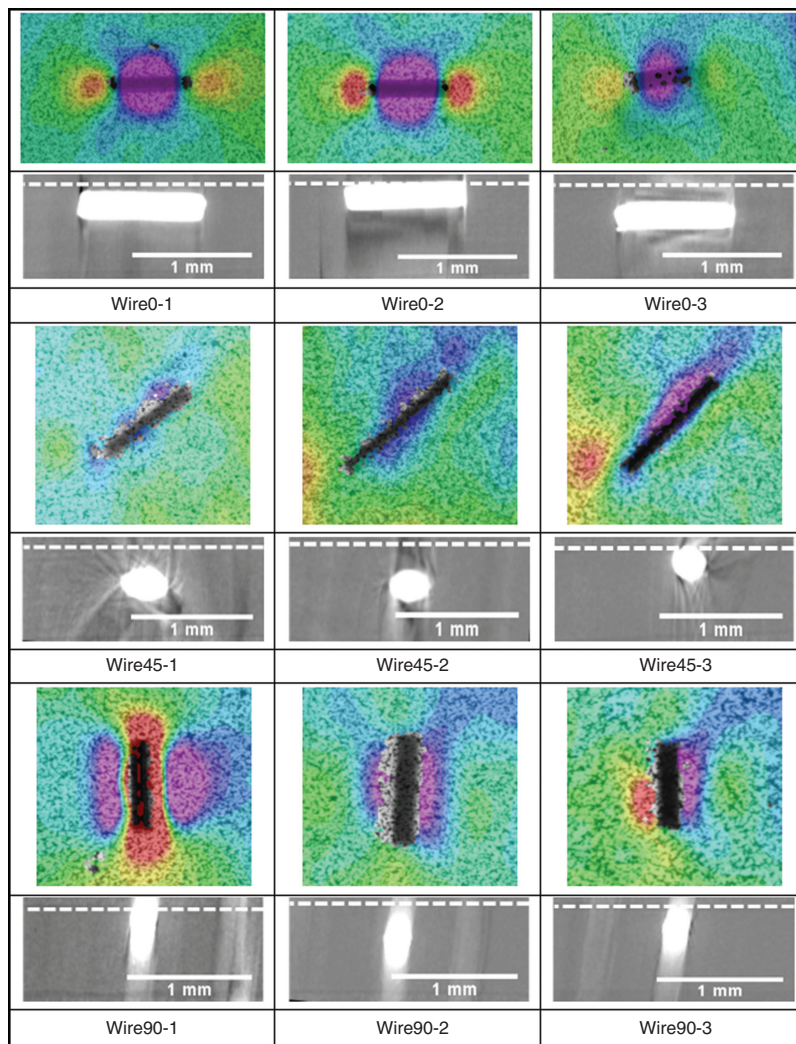 1 mm
1 mm
1 mm
Wire0-1
Wire0-2
Wire0-3
1 mm
1 mm
1 mm
Wire45-1
Wire45-2
Wire45-3
1 mm
1 mm
1 mm
Wire90-1
Wire90-2
Wire90-3